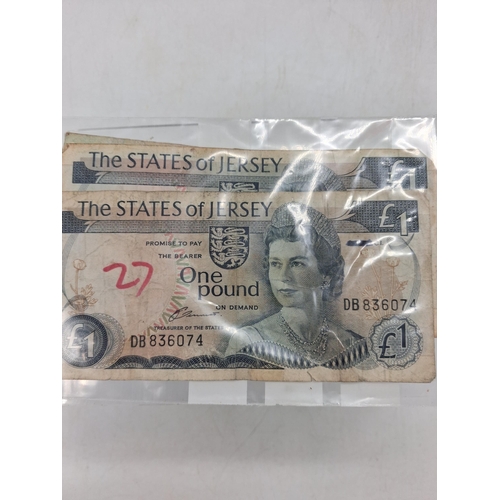 The STATES of JERSEY £1
The STATES of JERSEY £1
PROMISE TO PAY
THE BEARER
One
pound
ON DEMAND
27
DB 836074
TREASURER OF THE STATES
DB 836074
£1
£1